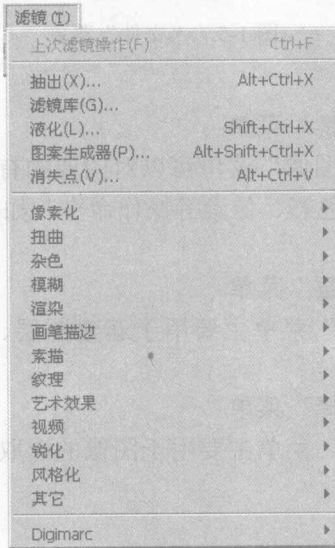 滤镜(T)
上次滤镜操作(F) Ctrl+F
抽出(X)... Alt+Ctrl+X
滤镜库(G)...
液化(L)... Shift+Ctrl+X
图案生成器(P)... Alt+Shift+Ctrl+X
消失点(V)... Alt+Ctrl+V
像素化
扭曲
杂色
模糊
渲染
画笔描边
素描
纹理
艺术效果
视频
锐化
风格化
其它
Digimarc